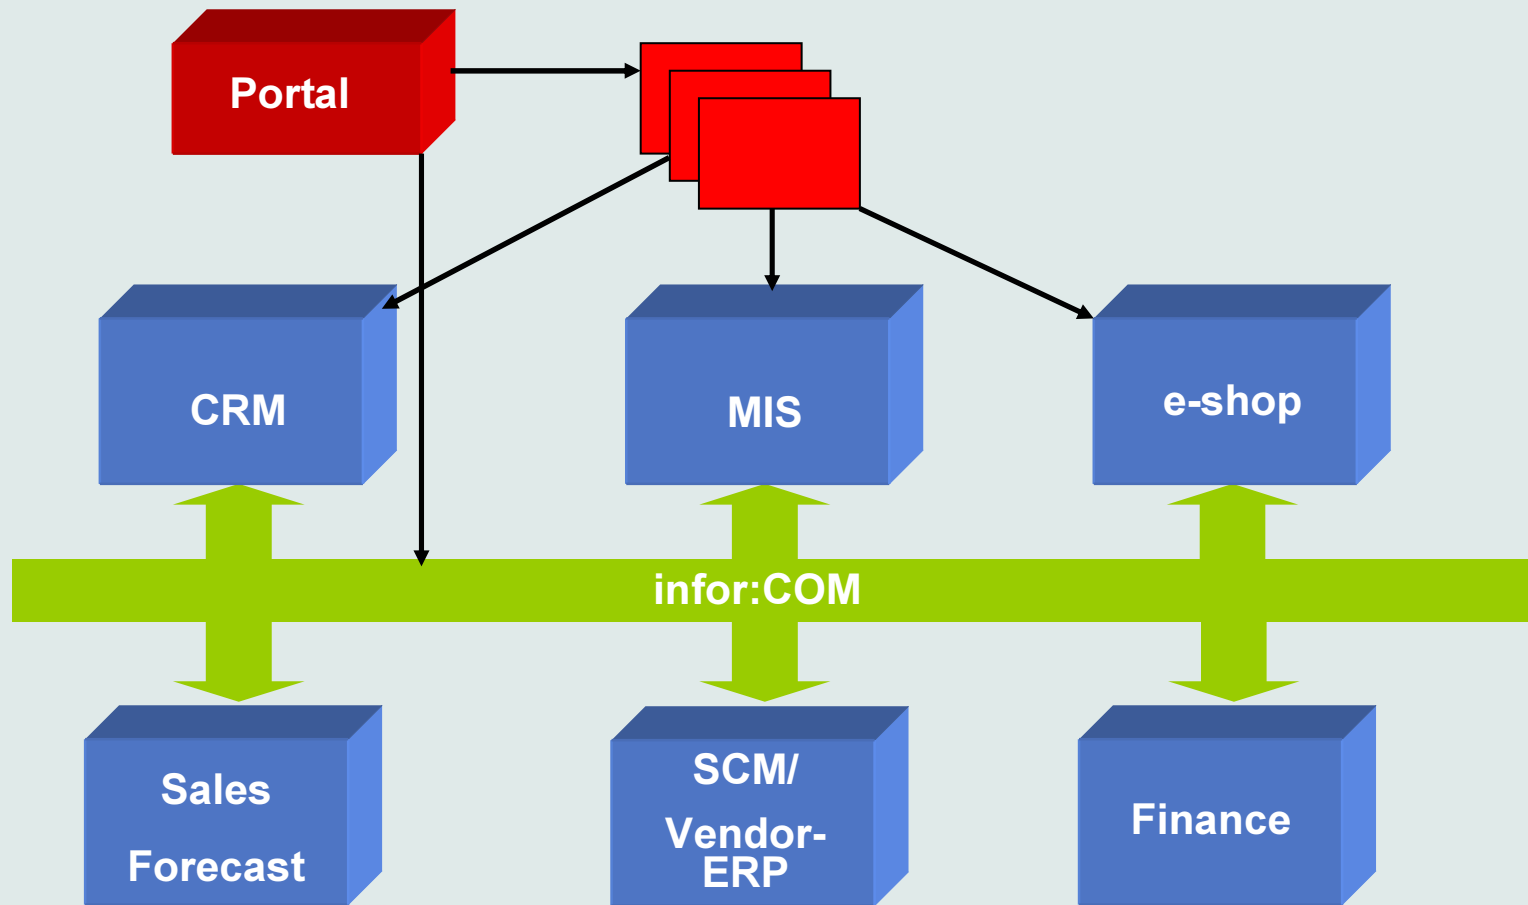 Portal
CRM
MIS
e-shop
infor:COM
Sales
Forecast
SCM/
Vendor-
ERP
Finance